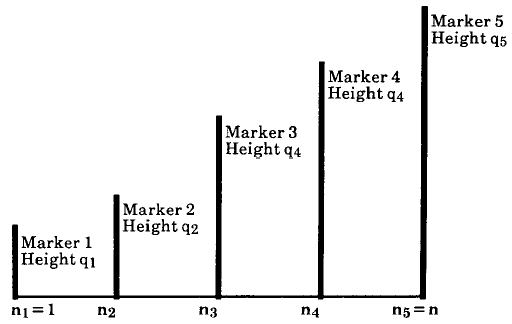 Marker 5
Height q5
Marker 4
Height q4
Marker 3
Height q4
Marker 2
Height q2
Marker 1
Height q1
n1 = 1 n2 n3 n4 n5 = n